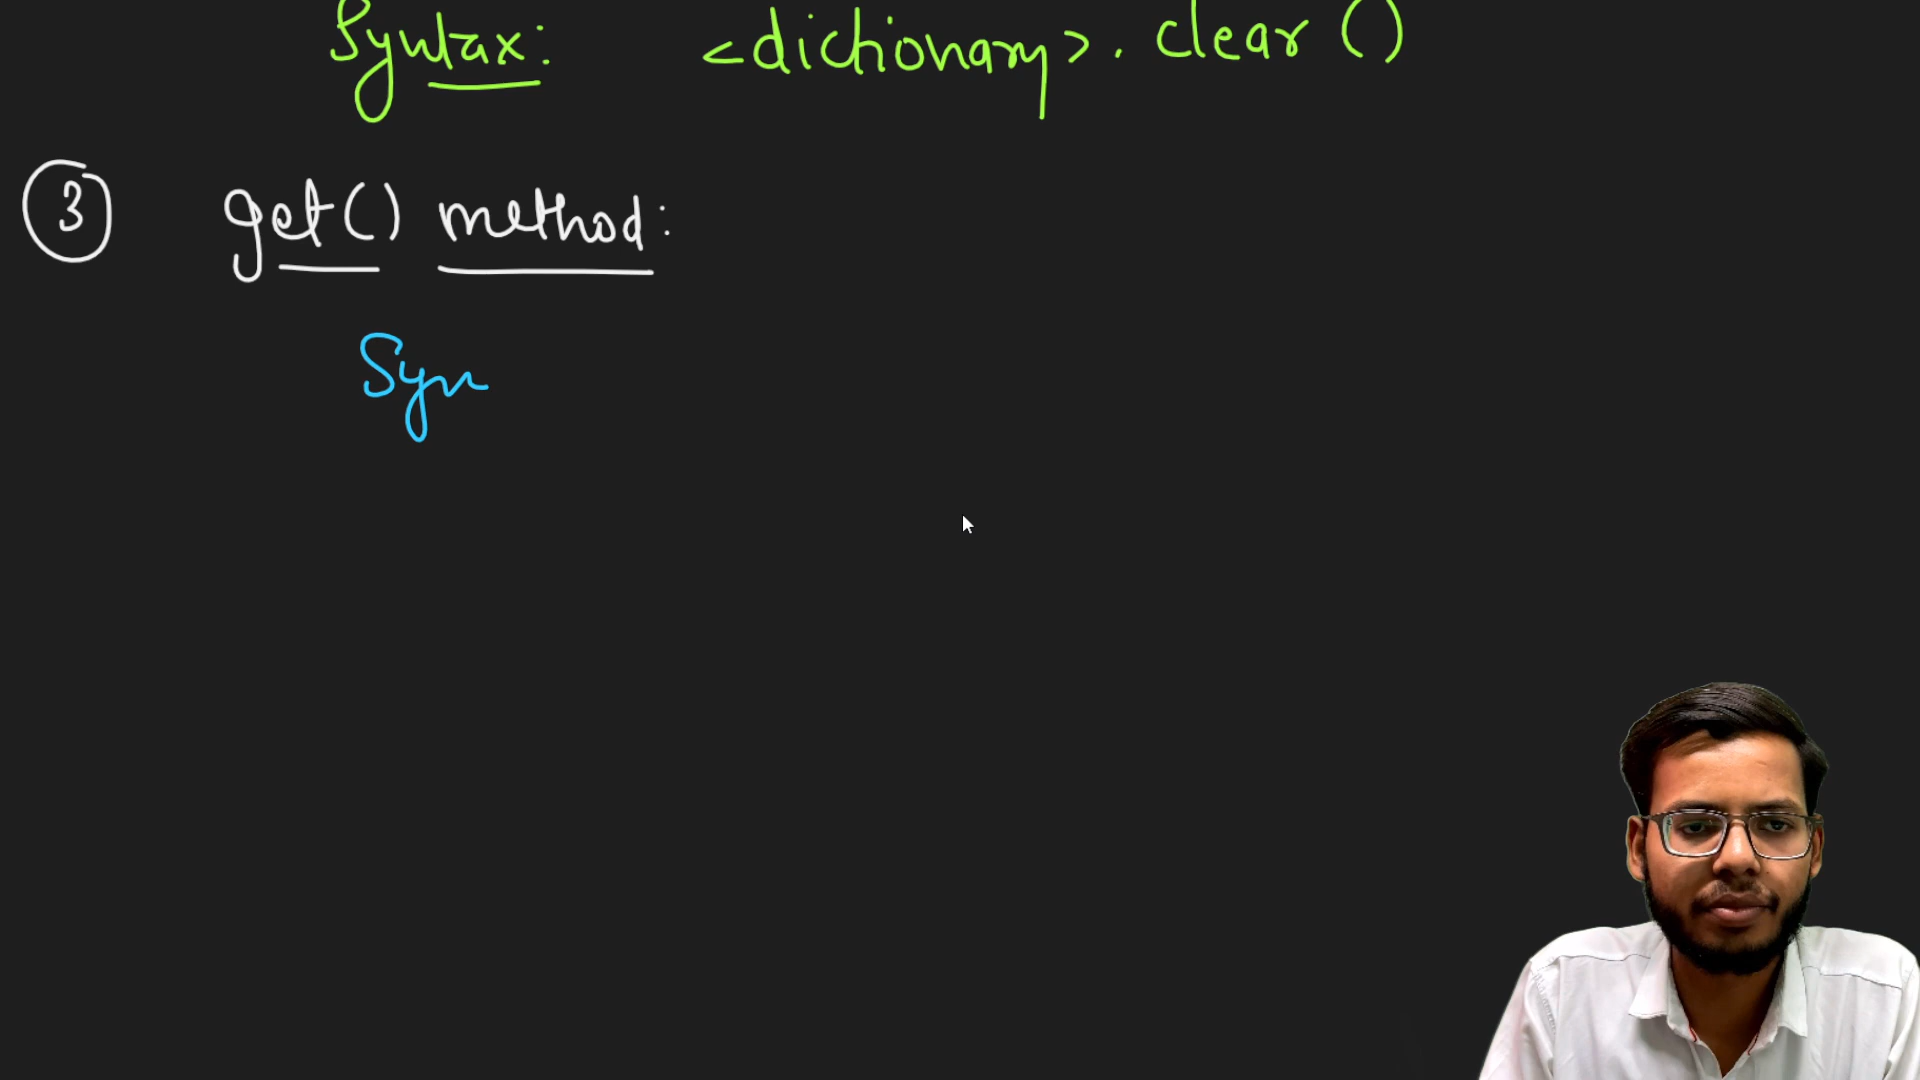 Syntax: <dictionary>. clear ()
3 get() method:
Syn